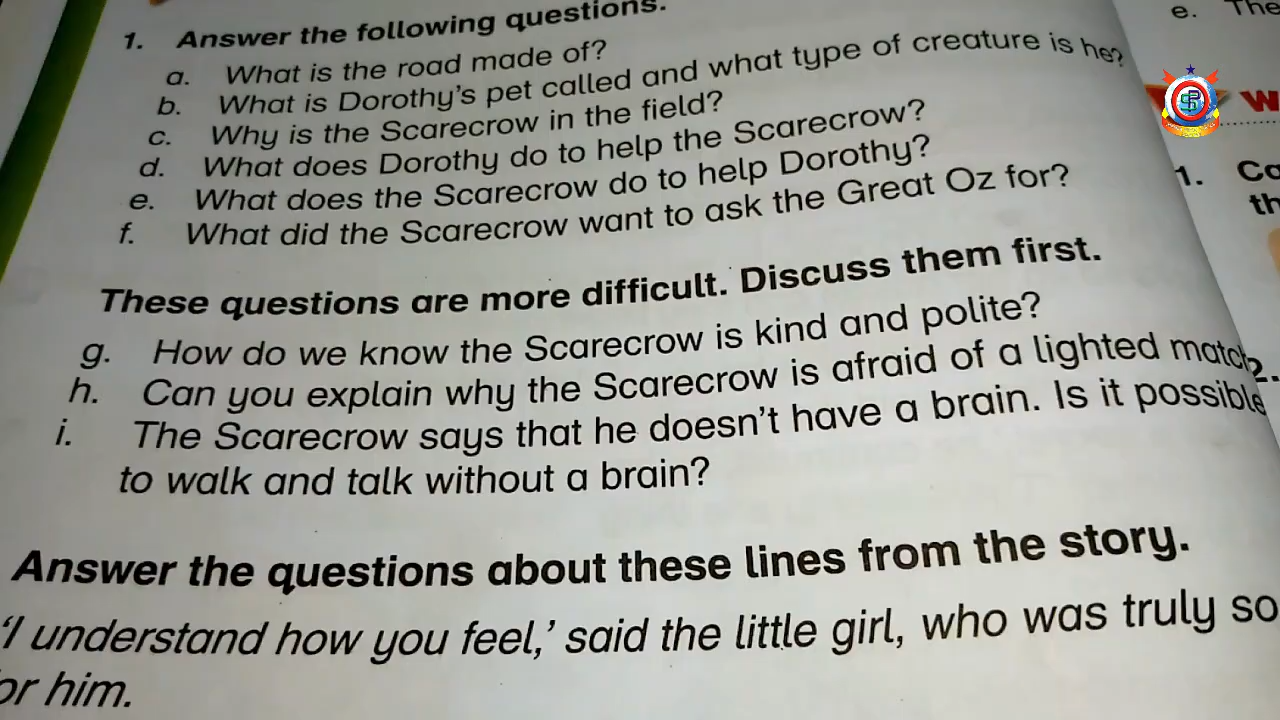 1. Answer the following questions.
a. What is the road made of?
b. What is Dorothy's pet called and what type of creature is he?
c. Why is the Scarecrow in the field?
d. What does Dorothy do to help the Scarecrow?
e. What does the Scarecrow do to help Dorothy?
f. What did the Scarecrow want to ask the Great Oz for?
These questions are more difficult. Discuss them first.
g. How do we know the Scarecrow is kind and polite?
h. Can you explain why the Scarecrow is afraid of a lighted match
i. The Scarecrow says that he doesn't have a brain. Is it possible
to walk and talk without a brain?
Answer the questions about these lines from the story.
'I understand how you feel,' said the little girl, who was truly so
or him.
e. The
W
1. Co
th
2.